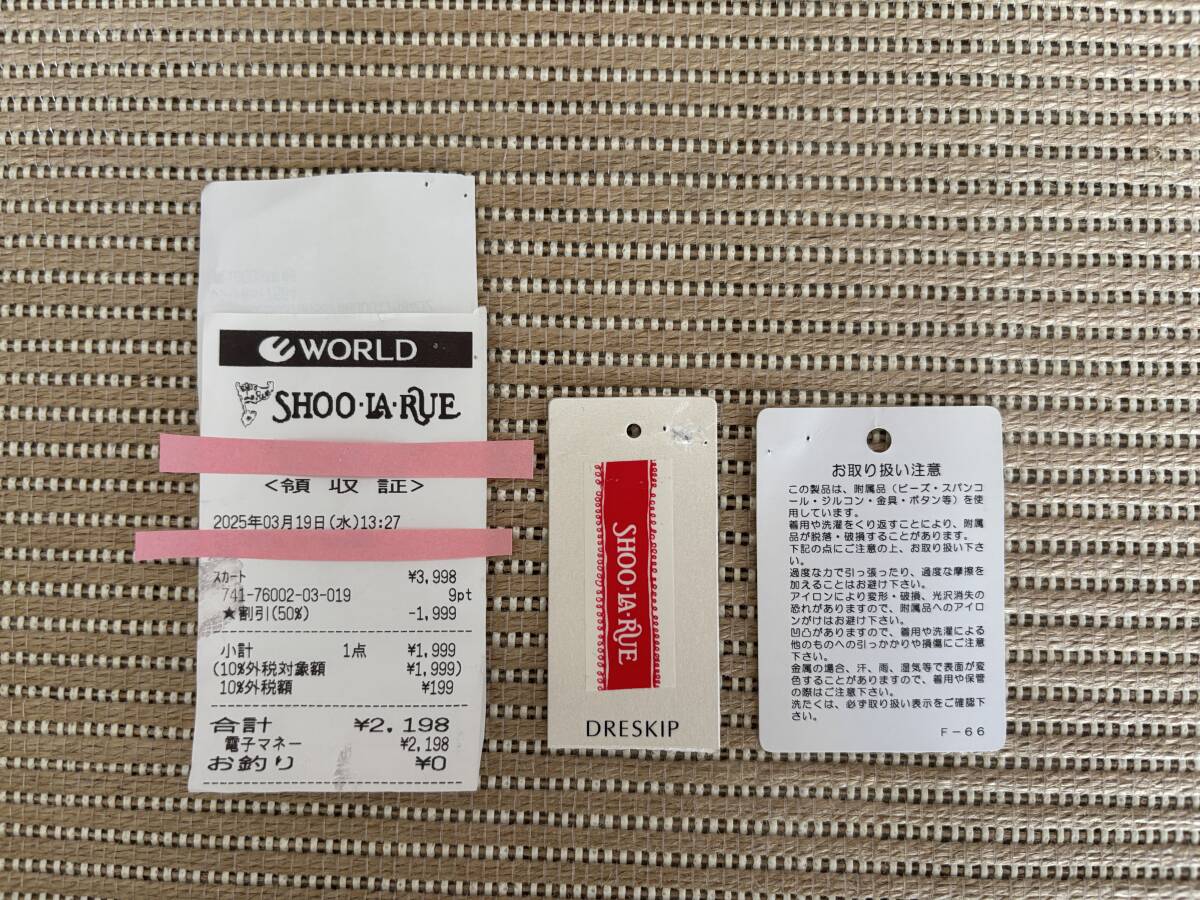 WORLD
SHOO·LA·RUE
<領収証>
2025年03月19日(水)13:27
スカート ¥3,998
741-76002-03-019 9pt
★割引(50%) -1,999
小計 1点 ¥1,999
(10%外税対象額 ¥1,999)
10%外税額 ¥199
合計 ¥2,198
電子マネー ¥2,198
お釣り ¥0
SHOO·LA·RUE
DRESKIP
お取り扱い注意
この製品は、附属品(ビーズ・スパンコ
ール・ジルコン・金具・ボタン等)を使
用しています。
着用や洗濯をくり返すことにより、附属
品が脱落・破損することがあります。
下記の点にご注意の上、お取り扱い下さ
い。
過度な力で引っ張ったり、過度な摩擦を
加えることはお避け下さい。
アイロンにより変形・破損、光沢消失の
恐れがありますので、附属品へのアイロ
ンがけはお避け下さい。
凹凸がありますので、着用や洗濯による
他のものへの引っかかりや損傷にご注意
下さい。
金属の場合、汗、雨、湿気等で表面が変
色することがありますので、着用や保管
の際はご注意下さい。
洗たくは、必ず取り扱い表示をご確認下
さい。
F-66